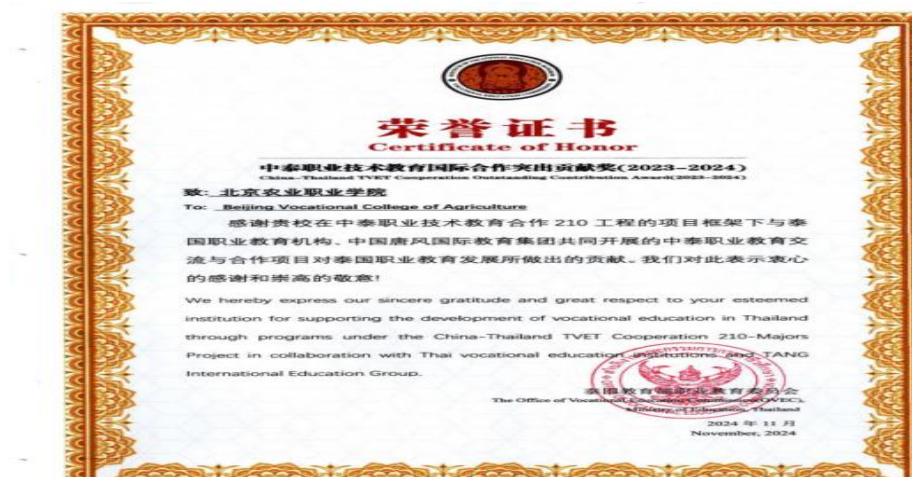 荣誉证书
Certificate of Honor
中泰职业技术教育国际合作突出贡献奖(2023-2024)
China-Thailand TVET Cooperation Outstanding Contribution Award(2023-2024)
致: 北京农业职业学院
To: Beijing Vocational College of Agriculture
感谢贵校在中泰职业技术教育合作 210 工程的项目框架下与泰
国职业教育机构、中国唐风国际教育集团共同开展的中泰职业教育交
流与合作项目对泰国职业教育发展所做出的贡献。我们对此表示衷心
的感谢和崇高的敬意!
We hereby express our sincere gratitude and great respect to your esteemed
institution for supporting the development of vocational education in Thailand
through programs under the China-Thailand TVET Cooperation 210-Majors
Project in collaboration with Thai vocational education institutions and TANG
International Education Group.
泰国教育部职业教育委员会
The Office of Vocational Education Commission(OVEC),
Ministry of Education, Thailand
2024 年 11 月
November, 2024